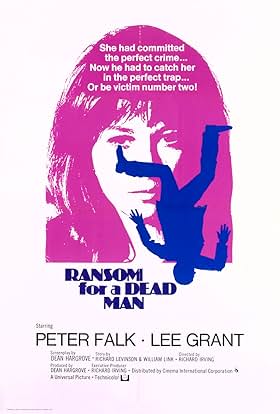 She had committed
the perfect crime...
Now he had to catch her
in the perfect trap...
Or be victim number two!
RANSOM
for a DEAD
MAN
Starring
PETER FALK · LEE GRANT
Screenplay by
DEAN HARGROVE
Story by
RICHARD LEVINSON & WILLIAM LINK
Directed by
RICHARD IRVING
Produced by
DEAN HARGROVE
Executive Producer
RICHARD IRVING
Distributed by Cinema International Corporation
A Universal Picture
Technicolor